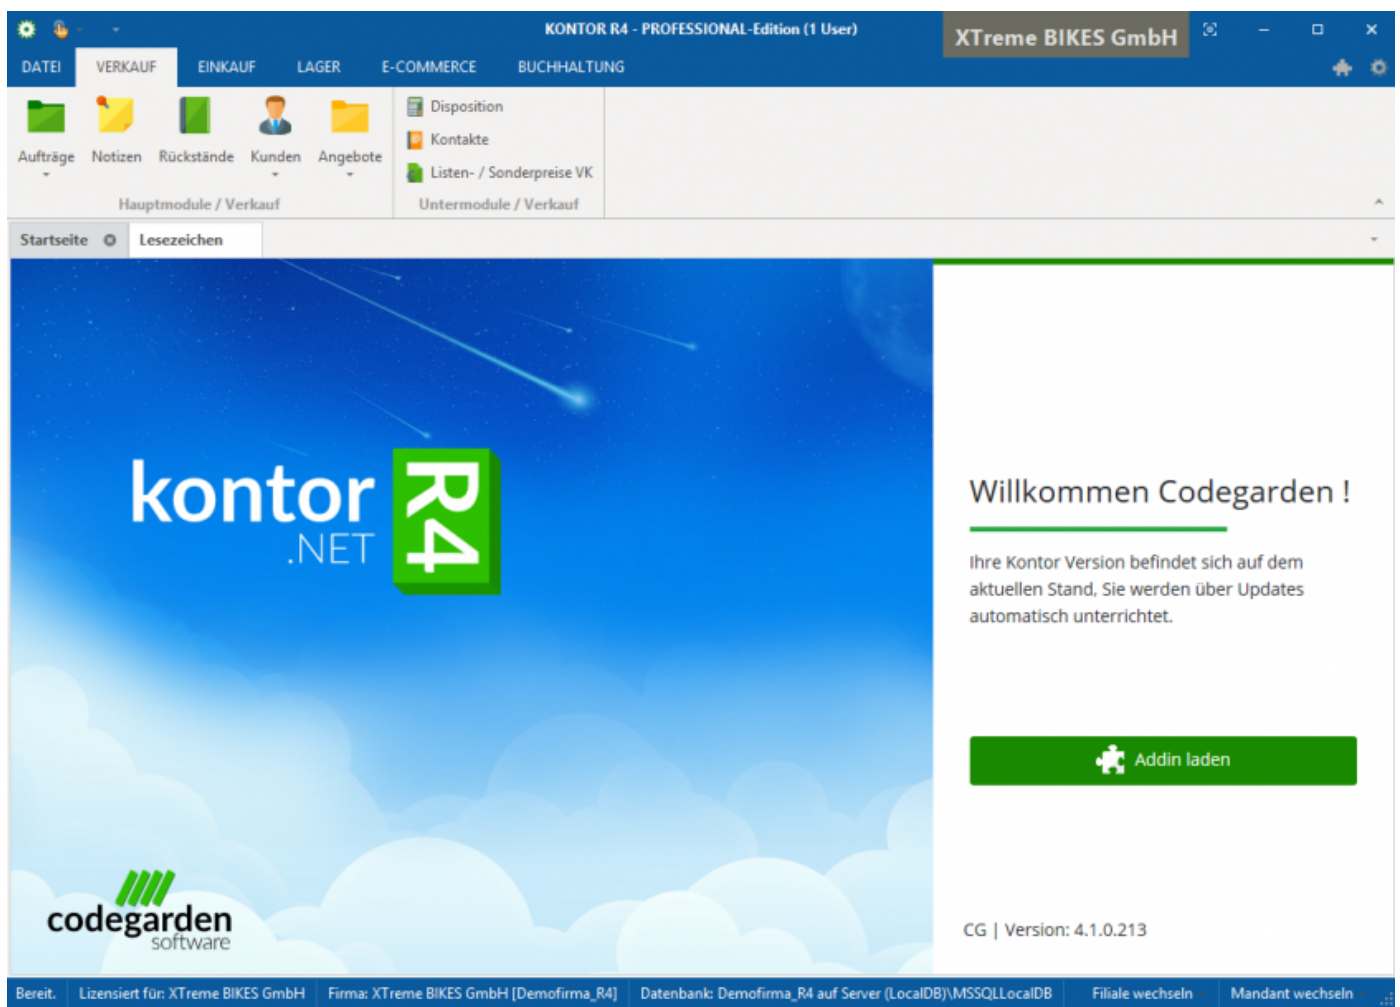 KONTOR R4 - PROFESSIONAL-Edition (1 User)
XTreme BIKES GmbH
DATEI VERKAUF EINKAUF LAGER E-COMMERCE BUCHHALTUNG
Aufträge Notizen Rückstände Kunden Angebote
Disposition
Kontakte
Listen- / Sonderpreise VK
Hauptmodule / Verkauf Untermodule / Verkauf
Startseite Lesezeichen
kontor
.NET
R4
codegarden
software
Willkommen Codegarden !
Ihre Kontor Version befindet sich auf dem
aktuellen Stand, Sie werden über Updates
automatisch unterrichtet.
Addin laden
CG | Version: 4.1.0.213
Bereit. Lizensiert für: XTreme BIKES GmbH Firma: XTreme BIKES GmbH [Demofirma_R4] Datenbank: Demofirma_R4 auf Server (LocalDB)\MSSQLLocalDB Filiale wechseln Mandant wechseln